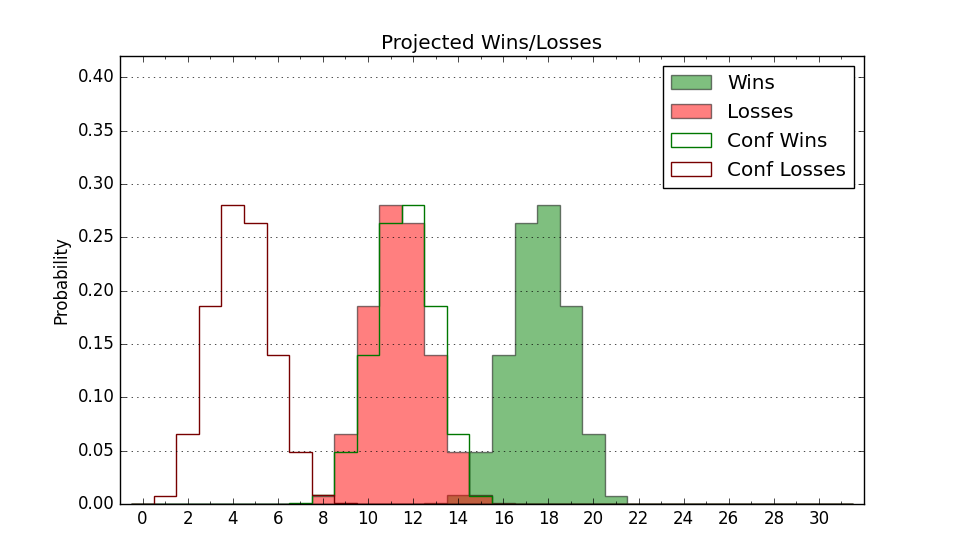 Projected Wins/Losses
0.40
0.35
0.30
0.25
0.20
0.15
0.10
0.05
0.00
Probability
Wins
Losses
Conf Wins
Conf Losses
0 2 4 6 8 10 12 14 16 18 20 22 24 26 28 30